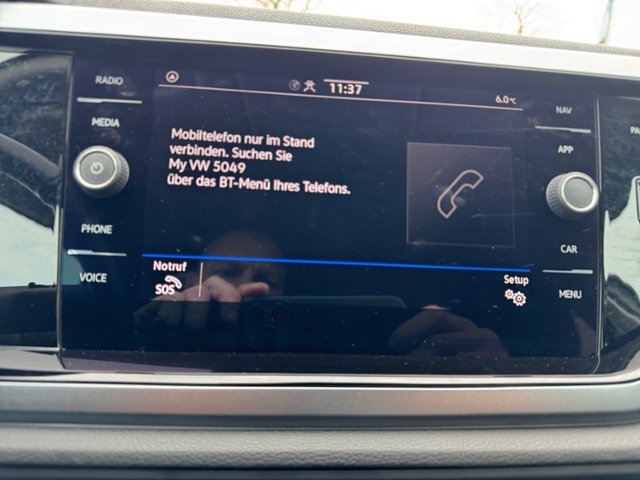 RADIO
MEDIA
PHONE
VOICE
11:37
6.0°C
Mobiltelefon nur im Stand
verbinden. Suchen Sie
My VW 5049
über das BT-Menü Ihres Telefons.
Notruf
SOS
Setup
NAV
APP
CAR
MENU